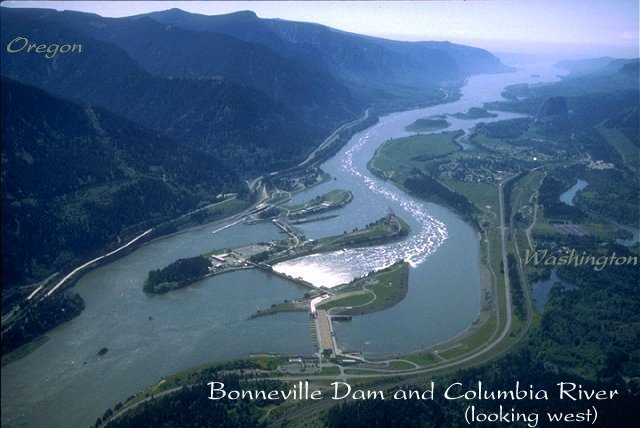 Oregon
Washington
Bonneville Dam and Columbia River
(looking west)